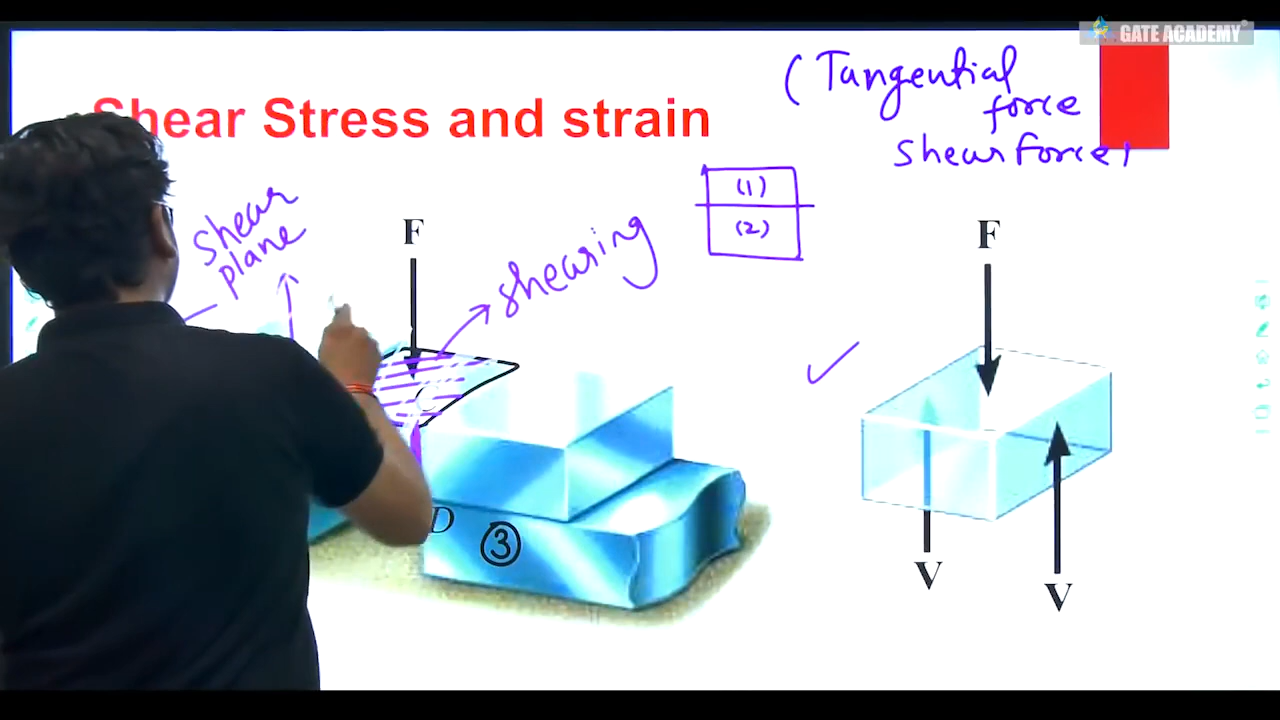 GATE ACADEMY
Shear Stress and strain
(Tangential
force
shear force)
(1)
(2)
shear
plane
F
shearing
F
C
D
3
V
V